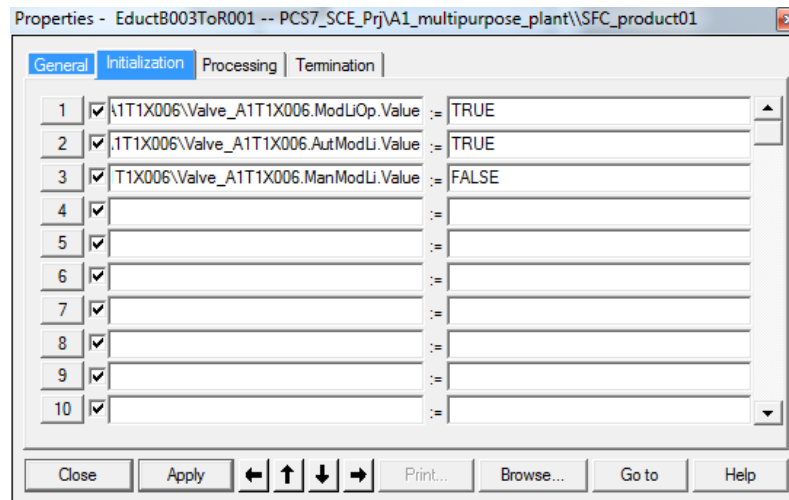 Properties - EductB003ToR001 -- PCS7_SCE_Prj\A1_multipurpose_plant\\SFC_product01
General Initialization Processing Termination
1 \1T1X006\Valve_A1T1X006.ModLiOp.Value := TRUE
2 .1T1X006\Valve_A1T1X006.AutModLi.Value := TRUE
3 T1X006\Valve_A1T1X006.ManModLi.Value := FALSE
4 :=
5 :=
6 :=
7 :=
8 :=
9 :=
10 :=
Close Apply Print... Browse... Go to Help